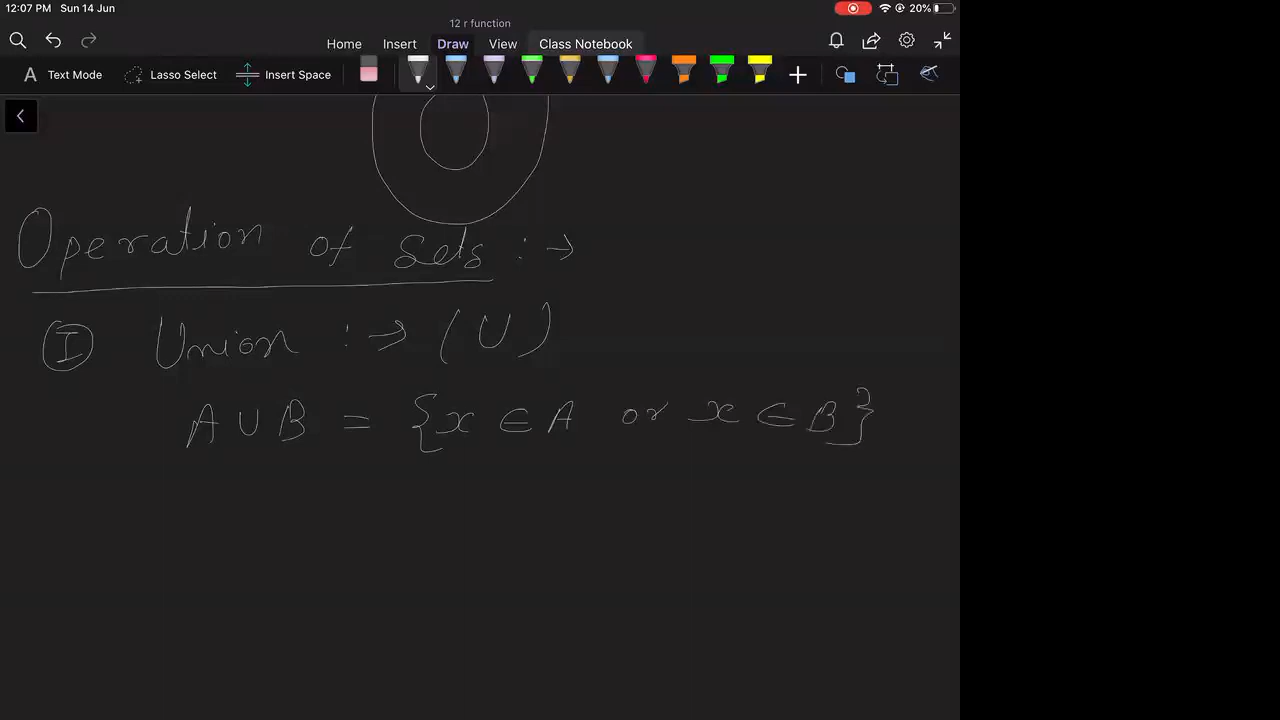 12:07 PM Sun 14 Jun 20%
12 r function
Home Insert Draw View Class Notebook
A Text Mode Lasso Select Insert Space
Operation of sets :→
I Union :→ (U)
A ∪ B = {x ∈ A or x ∈ B}